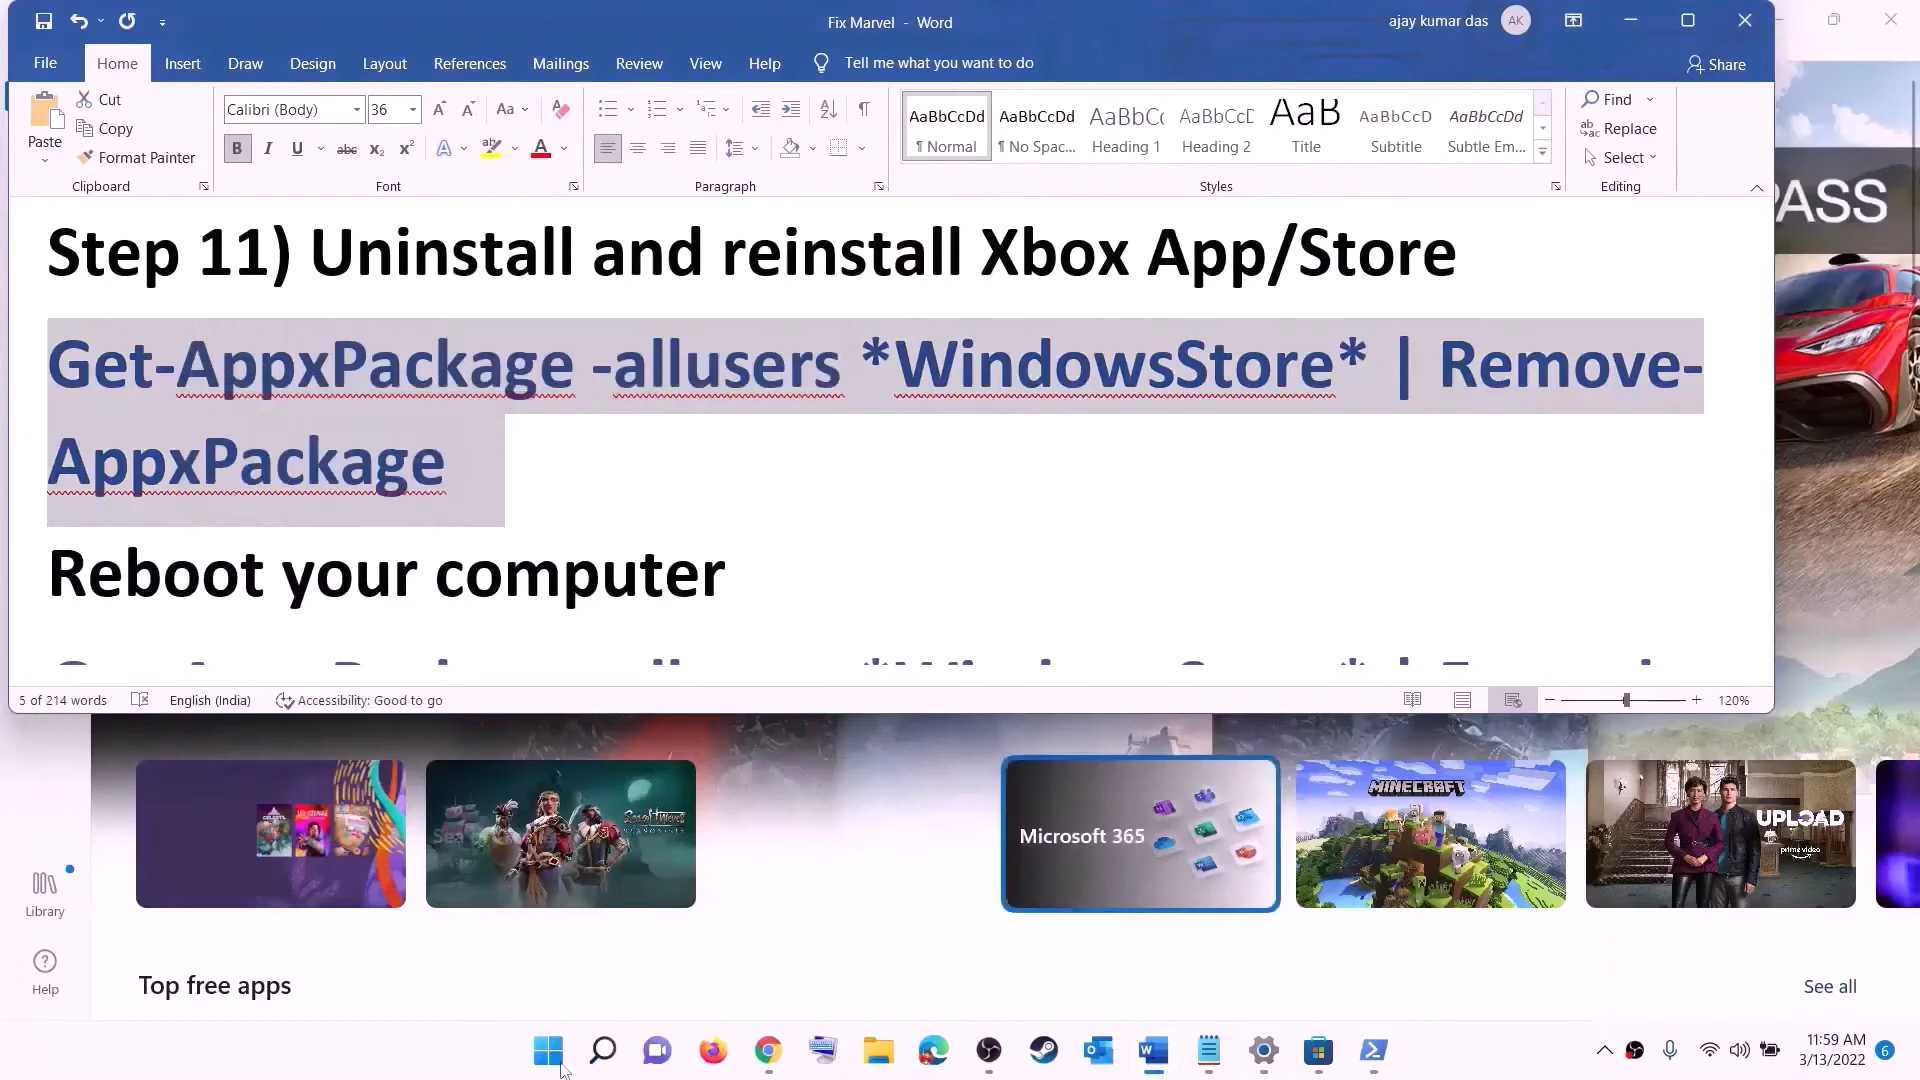 Fix Marvel - Word
ajay kumar das
AK
File
Home
Insert
Draw
Design
Layout
References
Mailings
Review
View
Help
Tell me what you want to do
Share
Paste
Cut
Copy
Format Painter
Clipboard
Calibri (Body)
36
Font
Paragraph
AaBbCcDd
¶ Normal
AaBbCcDd
¶ No Spac...
AaBbC(
Heading 1
AaBbCcC
Heading 2
AaB
Title
AaBbCcD
Subtitle
AaBbCcDd
Subtle Em...
Styles
Find
Replace
Select
Editing
PASS
Step 11) Uninstall and reinstall Xbox App/Store
Get-AppxPackage -allusers *WindowsStore* | Remove-
AppxPackage
Reboot your computer
5 of 214 words
English (India)
Accessibility: Good to go
120%
Microsoft 365
MINECRAFT
UPLOAD
prime video
Library
Help
Top free apps
See all
11:59 AM
3/13/2022
6